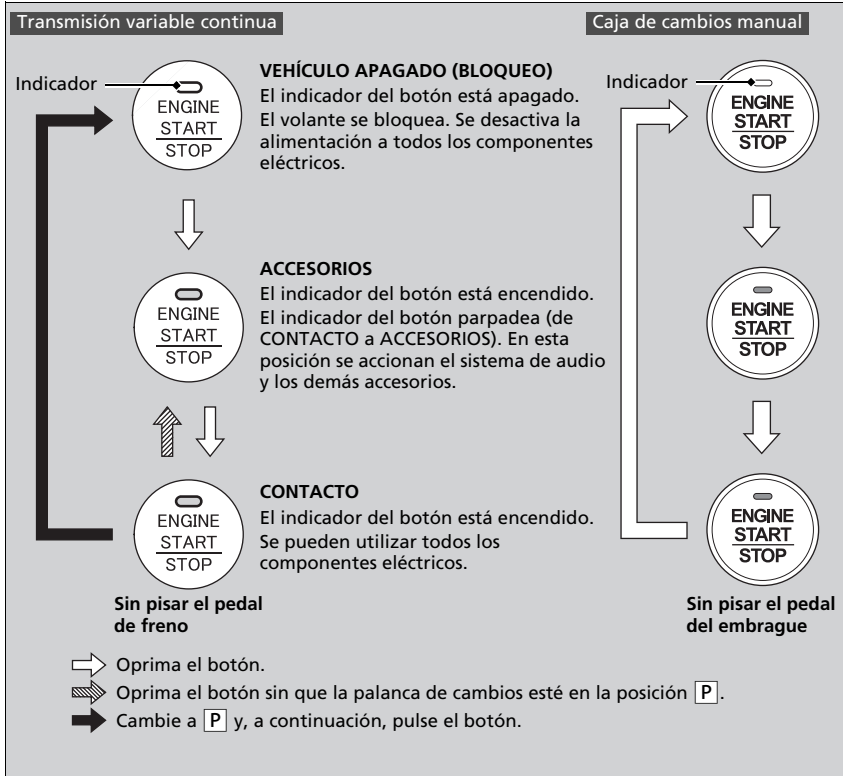 Transmisión variable continua
Caja de cambios manual
Indicador
ENGINE
START
STOP
VEHÍCULO APAGADO (BLOQUEO)
El indicador del botón está apagado.
El volante se bloquea. Se desactiva la
alimentación a todos los componentes
eléctricos.
Indicador
ENGINE
START
STOP
ENGINE
START
STOP
ACCESORIOS
El indicador del botón está encendido.
El indicador del botón parpadea (de
CONTACTO a ACCESORIOS). En esta
posición se accionan el sistema de audio
y los demás accesorios.
ENGINE
START
STOP
ENGINE
START
STOP
CONTACTO
El indicador del botón está encendido.
Se pueden utilizar todos los
componentes eléctricos.
ENGINE
START
STOP
Sin pisar el pedal
de freno
Sin pisar el pedal
del embrague
Oprima el botón.
Oprima el botón sin que la palanca de cambios esté en la posición P.
Cambie a P y, a continuación, pulse el botón.